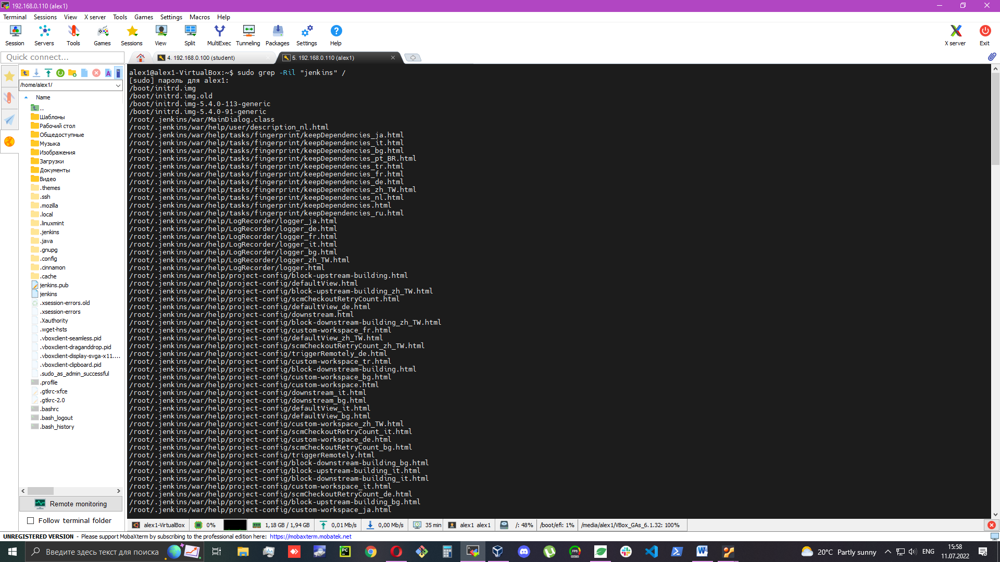 192.168.0.110 (alex1)
Terminal Sessions View X server Tools Games Settings Macros Help
Session Servers Tools Games Sessions View Split MultiExec Tunneling Packages Settings Help X server Exit
Quick connect...
4. 192.168.0.100 (student)
5. 192.168.0.110 (alex1)
/home/alex1/
Name
..
Шаблоны
Рабочий стол
Общедоступные
Музыка
Изображения
Загрузки
Документы
Видео
.themes
.ssh
.mozilla
.local
.linuxmint
.jenkins
.java
.gnupg
.config
.cinnamon
.cache
jenkins.pub
jenkins
.xsession-errors.old
.xsession-errors
.Xauthority
.wget-hsts
.vboxclient-seamless.pid
.vboxclient-draganddrop.pid
.vboxclient-display-svga-x11....
.vboxclient-clipboard.pid
.sudo_as_admin_successful
.profile
.gtkrc-xfce
.gtkrc-2.0
.bashrc
.bash_logout
.bash_history
Remote monitoring
Follow terminal folder
alex1@alex1-VirtualBox:~$ sudo grep -Ril "jenkins" /
[sudo] пароль для alex1:
/boot/initrd.img
/boot/initrd.img.old
/boot/initrd.img-5.4.0-113-generic
/boot/initrd.img-5.4.0-91-generic
/root/.jenkins/war/MainDialog.class
/root/.jenkins/war/help/user/description_nl.html
/root/.jenkins/war/help/tasks/fingerprint/keepDependencies_ja.html
/root/.jenkins/war/help/tasks/fingerprint/keepDependencies_it.html
/root/.jenkins/war/help/tasks/fingerprint/keepDependencies_bg.html
/root/.jenkins/war/help/tasks/fingerprint/keepDependencies_pt_BR.html
/root/.jenkins/war/help/tasks/fingerprint/keepDependencies_tr.html
/root/.jenkins/war/help/tasks/fingerprint/keepDependencies_fr.html
/root/.jenkins/war/help/tasks/fingerprint/keepDependencies_de.html
/root/.jenkins/war/help/tasks/fingerprint/keepDependencies_zh_TW.html
/root/.jenkins/war/help/tasks/fingerprint/keepDependencies_nl.html
/root/.jenkins/war/help/tasks/fingerprint/keepDependencies.html
/root/.jenkins/war/help/tasks/fingerprint/keepDependencies_ru.html
/root/.jenkins/war/help/LogRecorder/logger_ja.html
/root/.jenkins/war/help/LogRecorder/logger_de.html
/root/.jenkins/war/help/LogRecorder/logger_fr.html
/root/.jenkins/war/help/LogRecorder/logger_it.html
/root/.jenkins/war/help/LogRecorder/logger_bg.html
/root/.jenkins/war/help/LogRecorder/logger_zh_TW.html
/root/.jenkins/war/help/LogRecorder/logger.html
/root/.jenkins/war/help/project-config/block-upstream-building.html
/root/.jenkins/war/help/project-config/defaultView.html
/root/.jenkins/war/help/project-config/block-upstream-building_zh_TW.html
/root/.jenkins/war/help/project-config/scmCheckoutRetryCount.html
/root/.jenkins/war/help/project-config/defaultView_de.html
/root/.jenkins/war/help/project-config/downstream.html
/root/.jenkins/war/help/project-config/block-downstream-building_zh_TW.html
/root/.jenkins/war/help/project-config/custom-workspace_fr.html
/root/.jenkins/war/help/project-config/defaultView_zh_TW.html
/root/.jenkins/war/help/project-config/scmCheckoutRetryCount_zh_TW.html
/root/.jenkins/war/help/project-config/triggerRemotely_de.html
/root/.jenkins/war/help/project-config/custom-workspace_tr.html
/root/.jenkins/war/help/project-config/block-downstream-building.html
/root/.jenkins/war/help/project-config/custom-workspace_bg.html
/root/.jenkins/war/help/project-config/custom-workspace.html
/root/.jenkins/war/help/project-config/downstream_it.html
/root/.jenkins/war/help/project-config/downstream_bg.html
/root/.jenkins/war/help/project-config/defaultView_it.html
/root/.jenkins/war/help/project-config/defaultView_bg.html
/root/.jenkins/war/help/project-config/custom-workspace_zh_TW.html
/root/.jenkins/war/help/project-config/scmCheckoutRetryCount_it.html
/root/.jenkins/war/help/project-config/custom-workspace_de.html
/root/.jenkins/war/help/project-config/scmCheckoutRetryCount_bg.html
/root/.jenkins/war/help/project-config/triggerRemotely.html
/root/.jenkins/war/help/project-config/block-downstream-building_bg.html
/root/.jenkins/war/help/project-config/block-upstream-building_it.html
/root/.jenkins/war/help/project-config/block-downstream-building_it.html
/root/.jenkins/war/help/project-config/custom-workspace_it.html
/root/.jenkins/war/help/project-config/scmCheckoutRetryCount_de.html
/root/.jenkins/war/help/project-config/block-upstream-building_bg.html
/root/.jenkins/war/help/project-config/custom-workspace_ja.html
alex1-VirtualBox 0% 1,18 GB / 1,94 GB 0,01 Mb/s 0,00 Mb/s 35 min alex1 alex1 /: 48% /boot/efi: 1% /media/alex1/VBox_GAs_6.1.32: 100%
UNREGISTERED VERSION - Please support MobaXterm by subscribing to the professional edition here: https://mobaxterm.mobatek.net
Введите здесь текст для поиска
20°C Partly sunny
ENG
15:58
11.07.2022